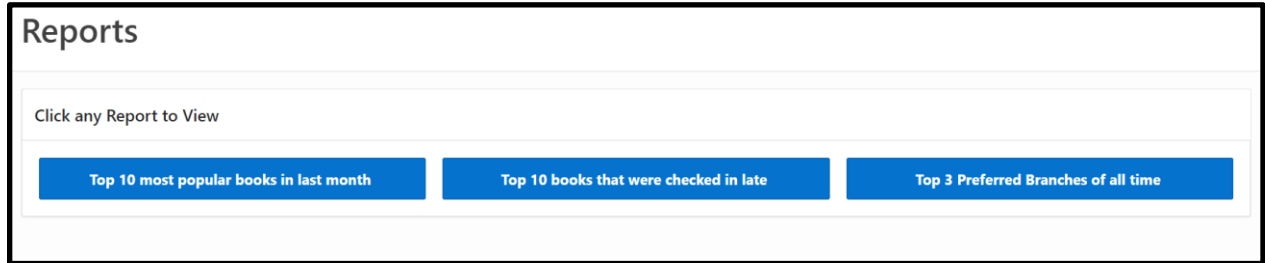 Reports
Click any Report to View
Top 10 most popular books in last month
Top 10 books that were checked in late
Top 3 Preferred Branches of all time